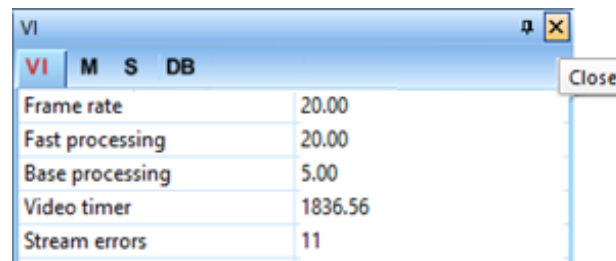 VI
VI M S DB
Close
Frame rate 20.00
Fast processing 20.00
Base processing 5.00
Video timer 1836.56
Stream errors 11